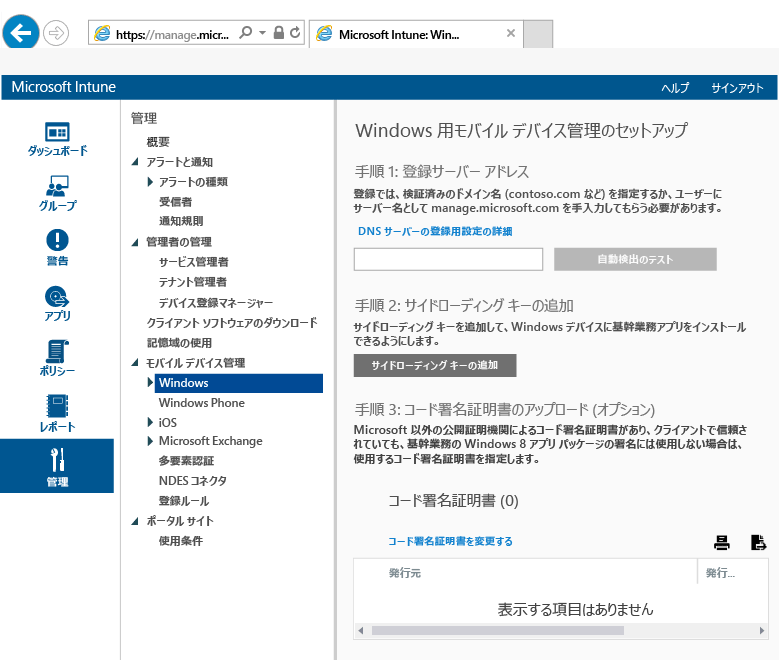 https://manage.micr...
Microsoft Intune: Win...
Microsoft Intune
ヘルプ
サインアウト
ダッシュボード
グループ
警告
アプリ
ポリシー
レポート
管理
管理
概要
アラートと通知
アラートの種類
受信者
通知規則
管理者の管理
サービス管理者
テナント管理者
デバイス登録マネージャー
クライアント ソフトウェアのダウンロード
記憶域の使用
モバイル デバイス管理
Windows
Windows Phone
iOS
Microsoft Exchange
多要素認証
NDES コネクタ
登録ルール
ポータル サイト
使用条件
Windows 用モバイル デバイス管理のセットアップ
手順 1: 登録サーバー アドレス
登録では、検証済みのドメイン名 (contoso.com など) を指定するか、ユーザーに
サーバー名として manage.microsoft.com を手入力してもらう必要があります。
DNS サーバーの登録用設定の詳細
自動検出のテスト
手順 2: サイドローディング キーの追加
サイドローディング キーを追加して、Windows デバイスに基幹業務アプリをインストール
できるようにします。
サイドローディング キーの追加
手順 3: コード署名証明書のアップロード (オプション)
Microsoft 以外の公開証明機関によるコード署名証明書があり、クライアントで信頼さ
れていても、基幹業務の Windows 8 アプリ パッケージの署名には使用しない場合は、
使用するコード署名証明書を指定します。
コード署名証明書 (0)
コード署名証明書を変更する
発行元
発行...
表示する項目はありません